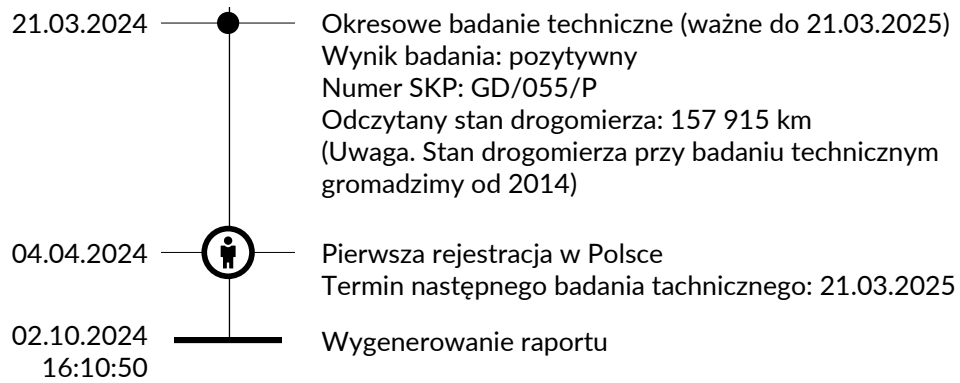 21.03.2024
Okresowe badanie techniczne (ważne do 21.03.2025)
Wynik badania: pozytywny
Numer SKP: GD/055/P
Odczytany stan drogomierza: 157 915 km
(Uwaga. Stan drogomierza przy badaniu technicznym
gromadzimy od 2014)
04.04.2024
Pierwsza rejestracja w Polsce
Termin następnego badania tachnicznego: 21.03.2025
02.10.2024
16:10:50
Wygenerowanie raportu